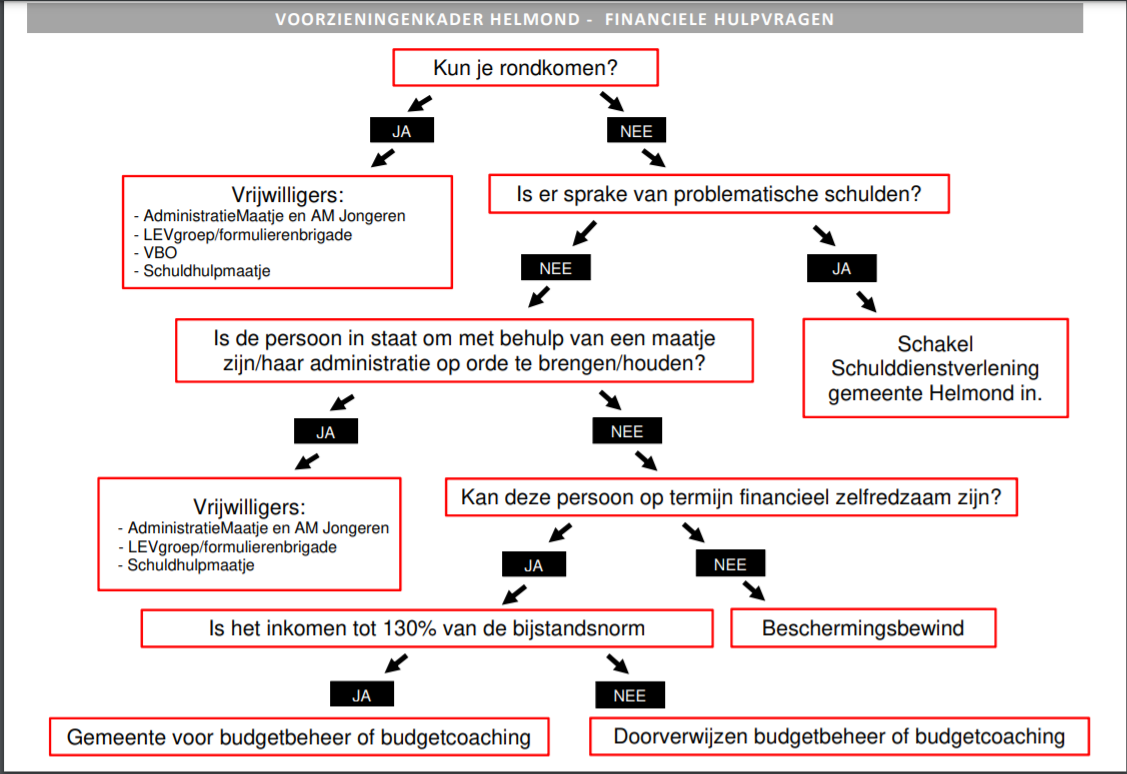 VOORZIENINGENKADER HELMOND - FINANCIELE HULPVRAGEN
Kun je rondkomen?
JA
NEE
Vrijwilligers:
- AdministratieMaatje en AM Jongeren
- LEVgroep/formulierenbrigade
- VBO
- Schuldhulpmaatje
Is er sprake van problematische schulden?
NEE
JA
Is de persoon in staat om met behulp van een maatje
zijn/haar administratie op orde te brengen/houden?
Schakel
Schulddienstverlening
gemeente Helmond in.
JA
NEE
Vrijwilligers:
- AdministratieMaatje en AM Jongeren
- LEVgroep/formulierenbrigade
- Schuldhulpmaatje
Kan deze persoon op termijn financieel zelfredzaam zijn?
JA
NEE
Is het inkomen tot 130% van de bijstandsnorm
Beschermingsbewind
JA
NEE
Gemeente voor budgetbeheer of budgetcoaching
Doorverwijzen budgetbeheer of budgetcoaching